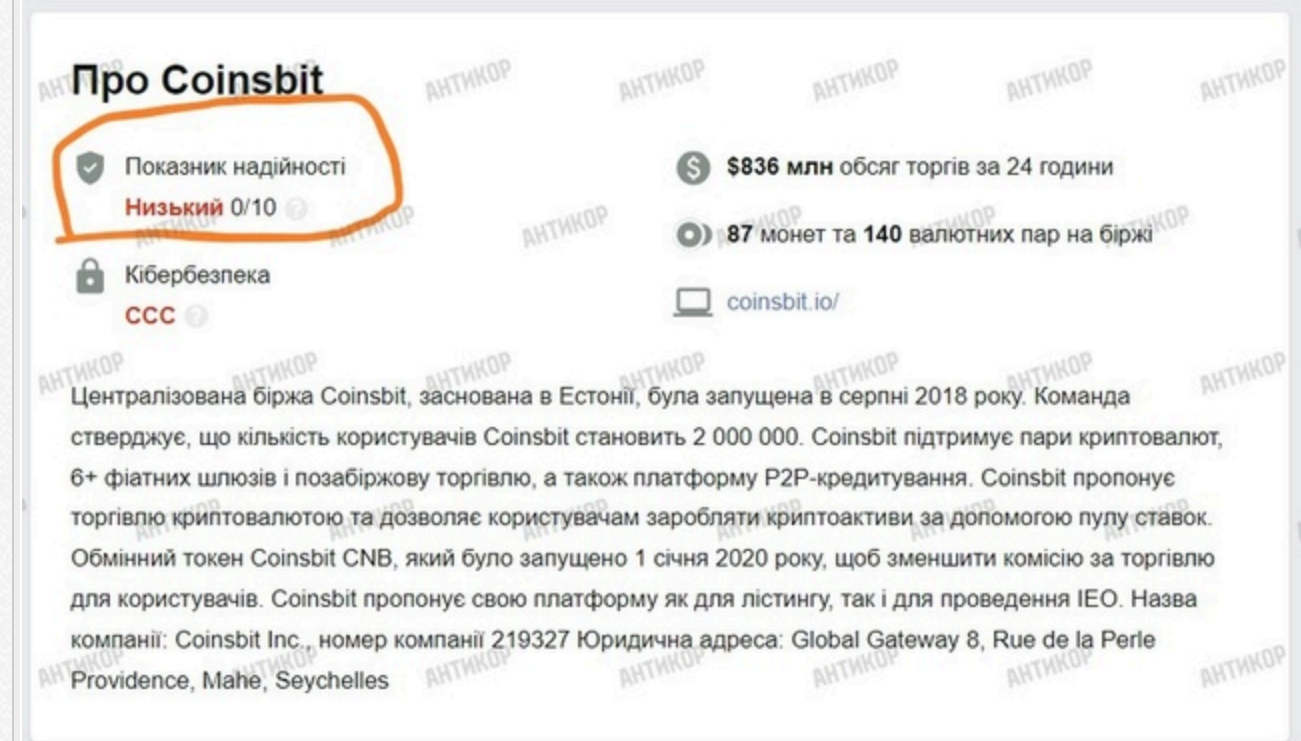 Про Coinsbit
Показник надійності
Низький 0/10
Кібербезпека
CCC
$836 млн обсяг торгів за 24 години
87 монет та 140 валютних пар на біржі
coinsbit.io/
Централізована біржа Coinsbit, заснована в Естонії, була запущена в серпні 2018 року. Команда
стверджує, що кількість користувачів Coinsbit становить 2 000 000. Coinsbit підтримує пари криптовалют,
6+ фіатних шлюзів і позабіржову торгівлю, а також платформу P2P-кредитування. Coinsbit пропонує
торгівлю криптовалютою та дозволяє користувачам заробляти криптоактиви за допомогою пулу ставок.
Обмінний токен Coinsbit CNB, який було запущено 1 січня 2020 року, щоб зменшити комісію за торгівлю
для користувачів. Coinsbit пропонує свою платформу як для лістингу, так і для проведення IEO. Назва
компанії: Coinsbit Inc., номер компанії 219327 Юридична адреса: Global Gateway 8, Rue de la Perle
Providence, Mahe, Seychelles
АНТИКОР